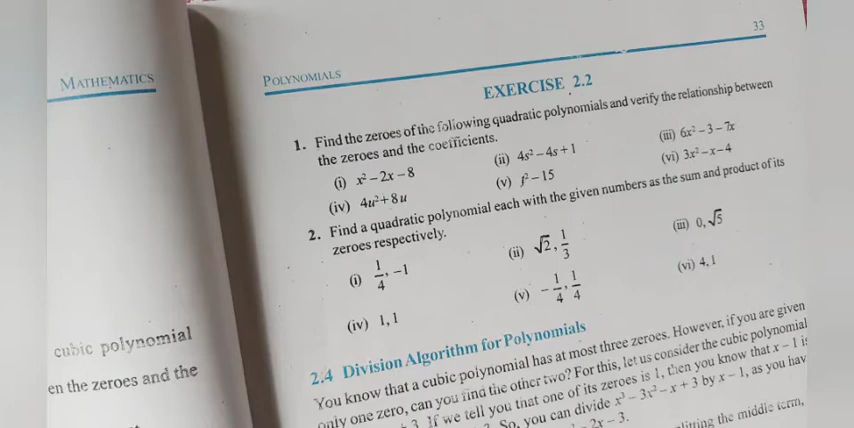 MATHEMATICS
cubic polynomial
en the zeroes and the
POLYNOMIALS
33
EXERCISE 2.2
1. Find the zeroes of the following quadratic polynomials and verify the relationship between
the zeroes and the coefficients.
(i) x² – 2x – 8 (ii) 4s² – 4s + 1 (iii) 6x² – 3 – 7x
(iv) 4u² + 8u (v) t² – 15 (vi) 3x² – x – 4
2. Find a quadratic polynomial each with the given numbers as the sum and product of its
zeroes respectively.
(i) 1/4, –1 (ii) √2, 1/3 (iii) 0, √5
(iv) 1, 1 (v) –1/4, 1/4 (vi) 4, 1
2.4 Division Algorithm for Polynomials
You know that a cubic polynomial has at most three zeroes. However, if you are given
only one zero, can you find the other two? For this, let us consider the cubic polynomial
3. If we tell you that one of its zeroes is 1, then you know that x – 1 is
So, you can divide x³ – 3x² – x + 3 by x – 1, as you hav
2x – 3.
the middle term,